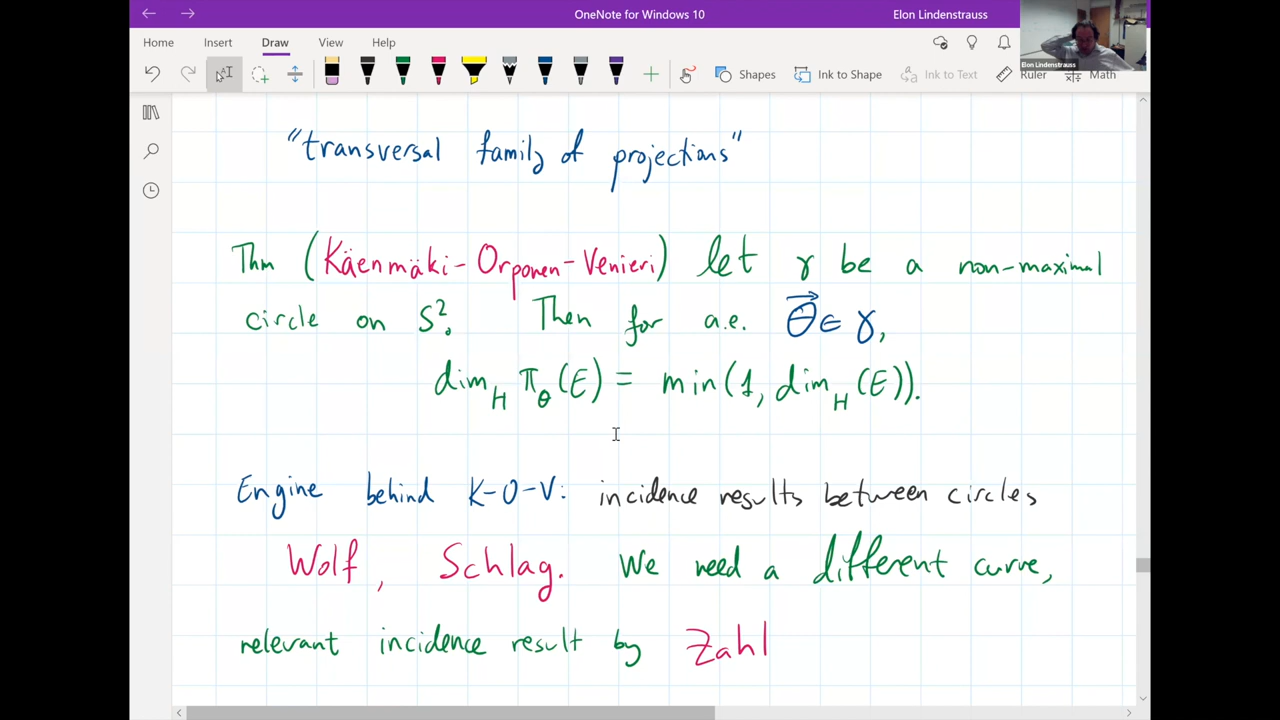 OneNote for Windows 10
Elon Lindenstrauss
Elon Lindenstrauss
Home Insert Draw View Help
Shapes Ink to Shape Ink to Text Ruler Math
"transversal family of projections"
Thm (Käenmäki-Orponen-Venieri) let γ be a non-maximal
circle on S². Then for a.e. θ⃗ ∈ γ,
dim_H π_θ(E) = min(1, dim_H(E)).
Engine behind K-O-V: incidence results between circles
Wolf, Schlag. We need a different curve,
relevant incidence result by Zahl